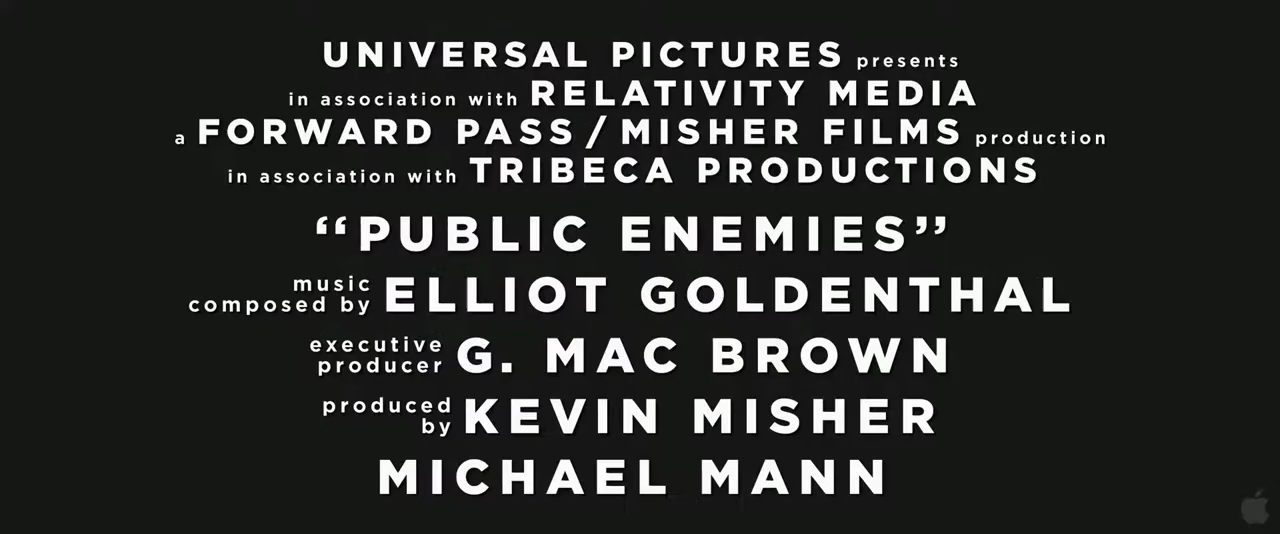 UNIVERSAL PICTURES presents
in association with RELATIVITY MEDIA
a FORWARD PASS / MISHER FILMS production
in association with TRIBECA PRODUCTIONS
“PUBLIC ENEMIES”
music composed by ELLIOT GOLDENTHAL
executive producer G. MAC BROWN
produced by KEVIN MISHER
MICHAEL MANN